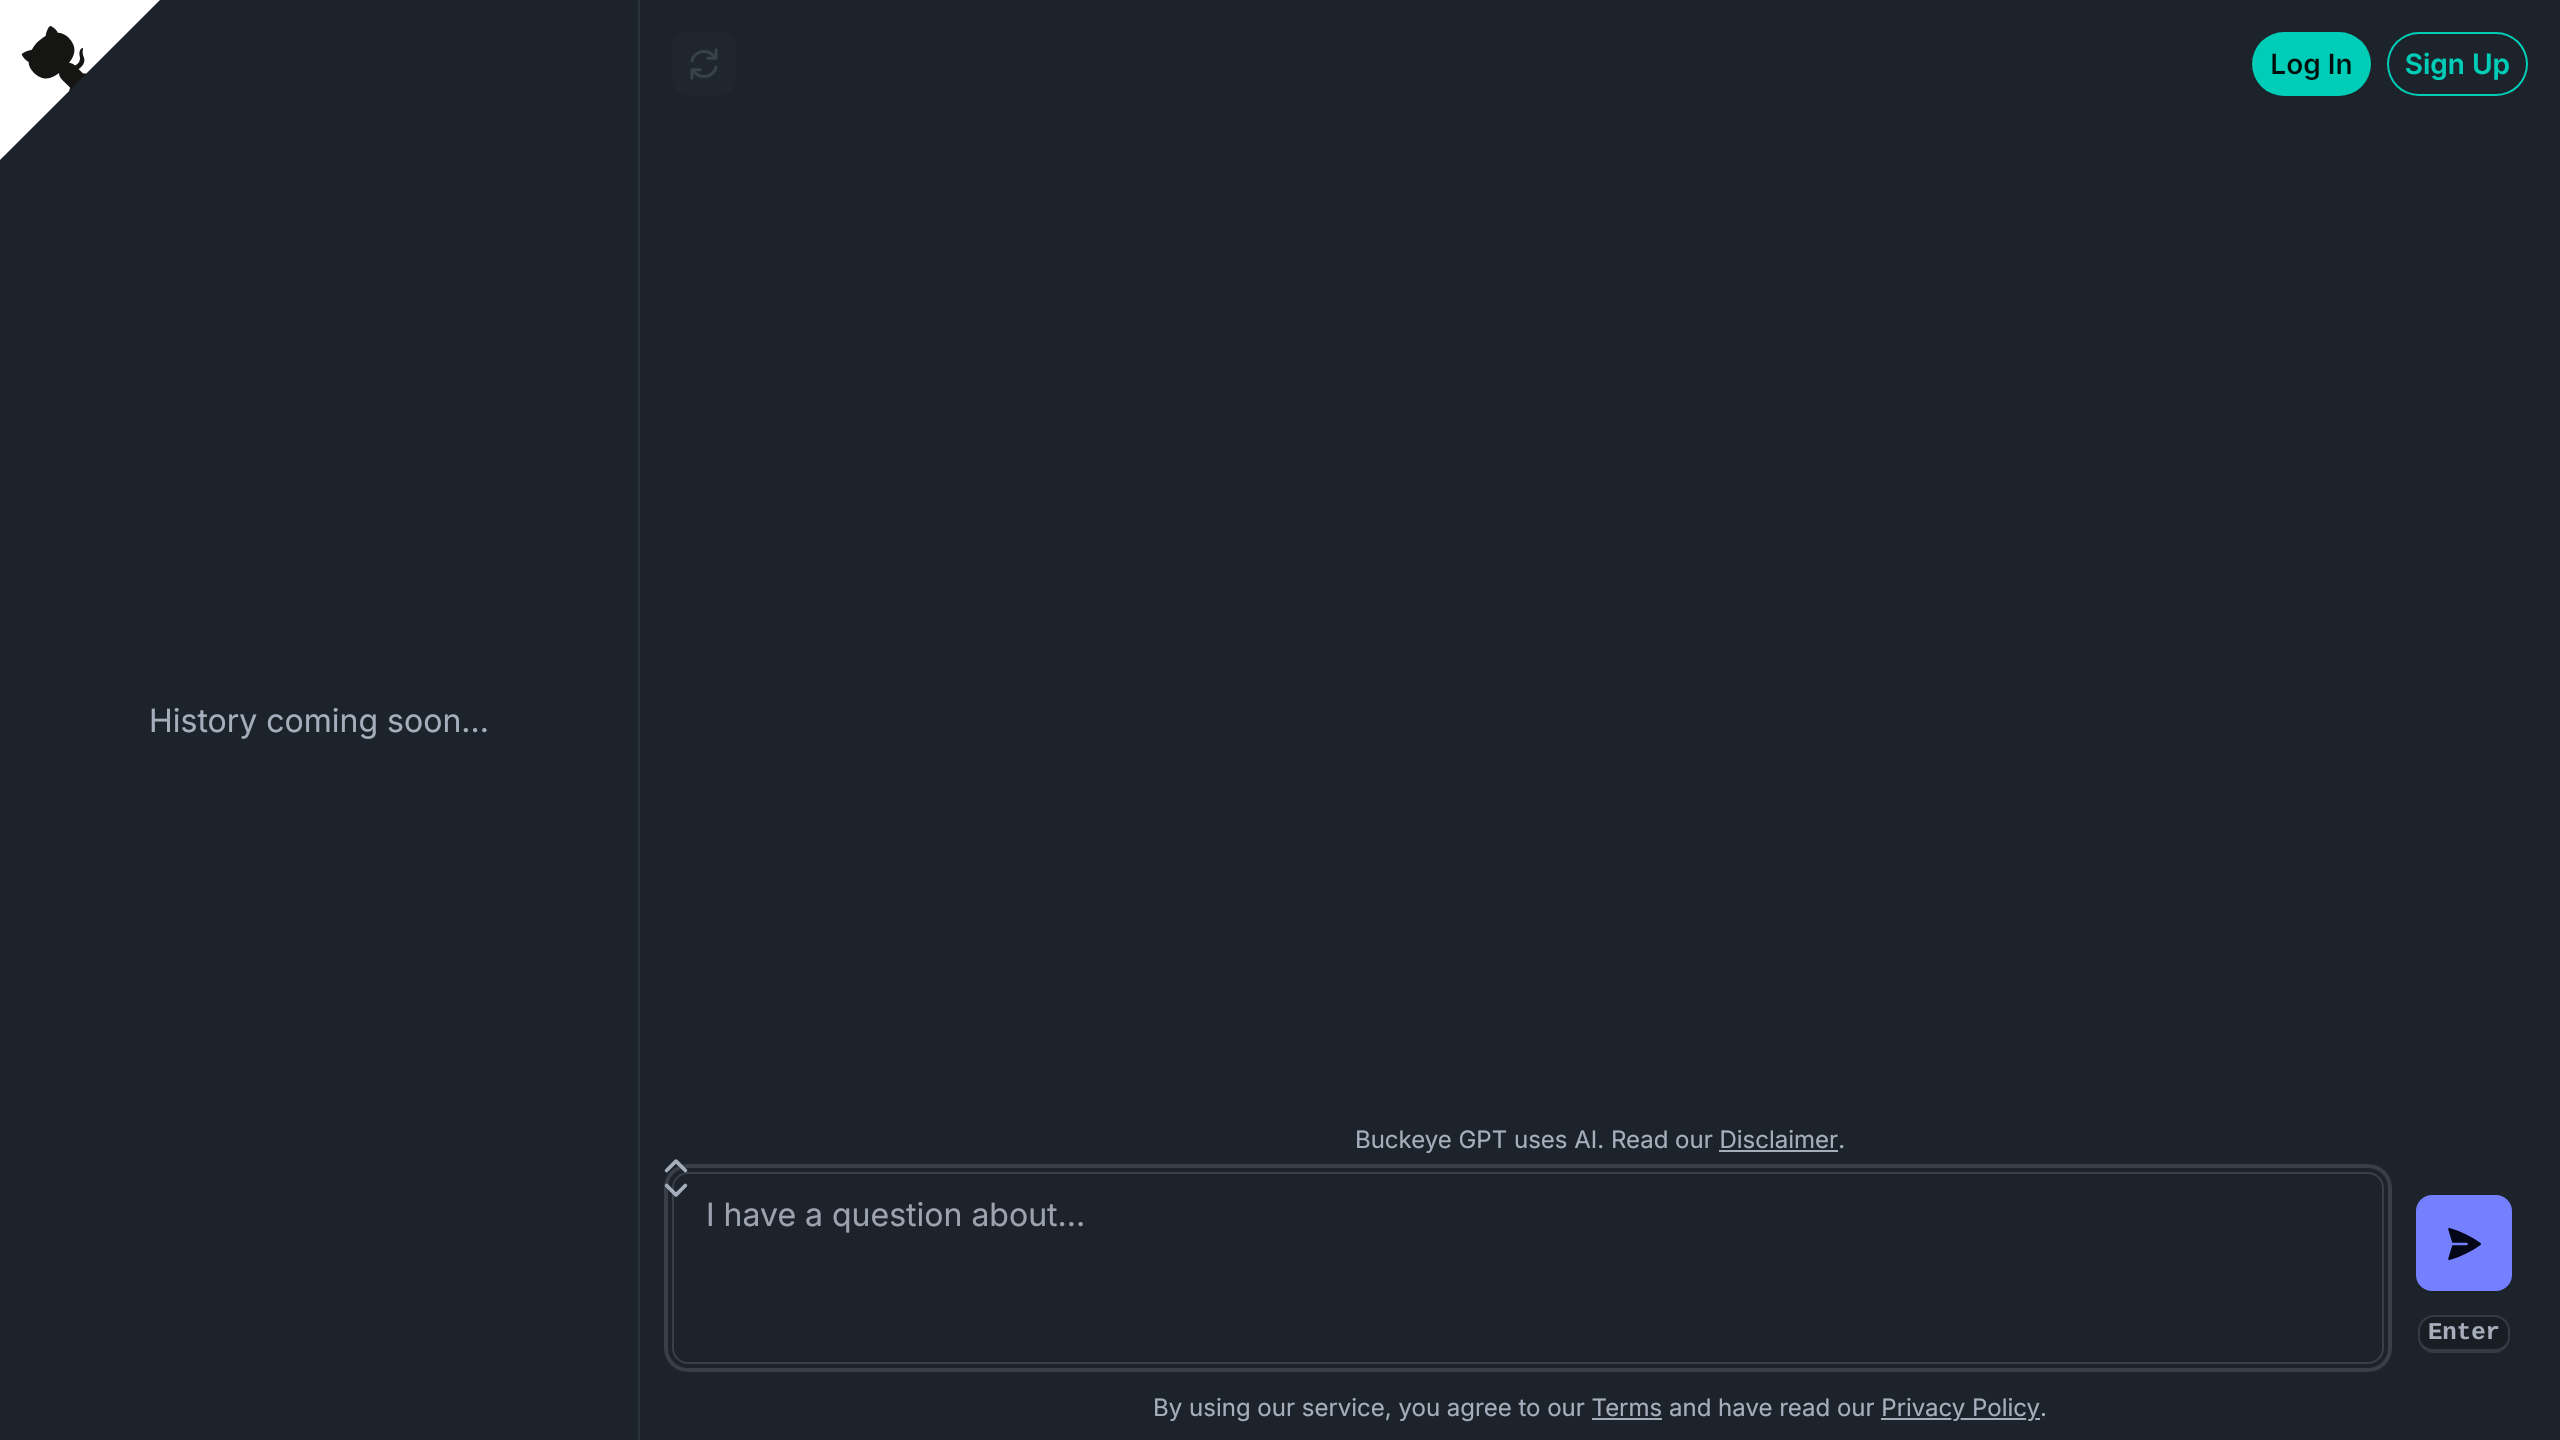 Log In
Sign Up
History coming soon...
Buckeye GPT uses AI. Read our Disclaimer.
I have a question about...
Enter
By using our service, you agree to our Terms and have read our Privacy Policy.